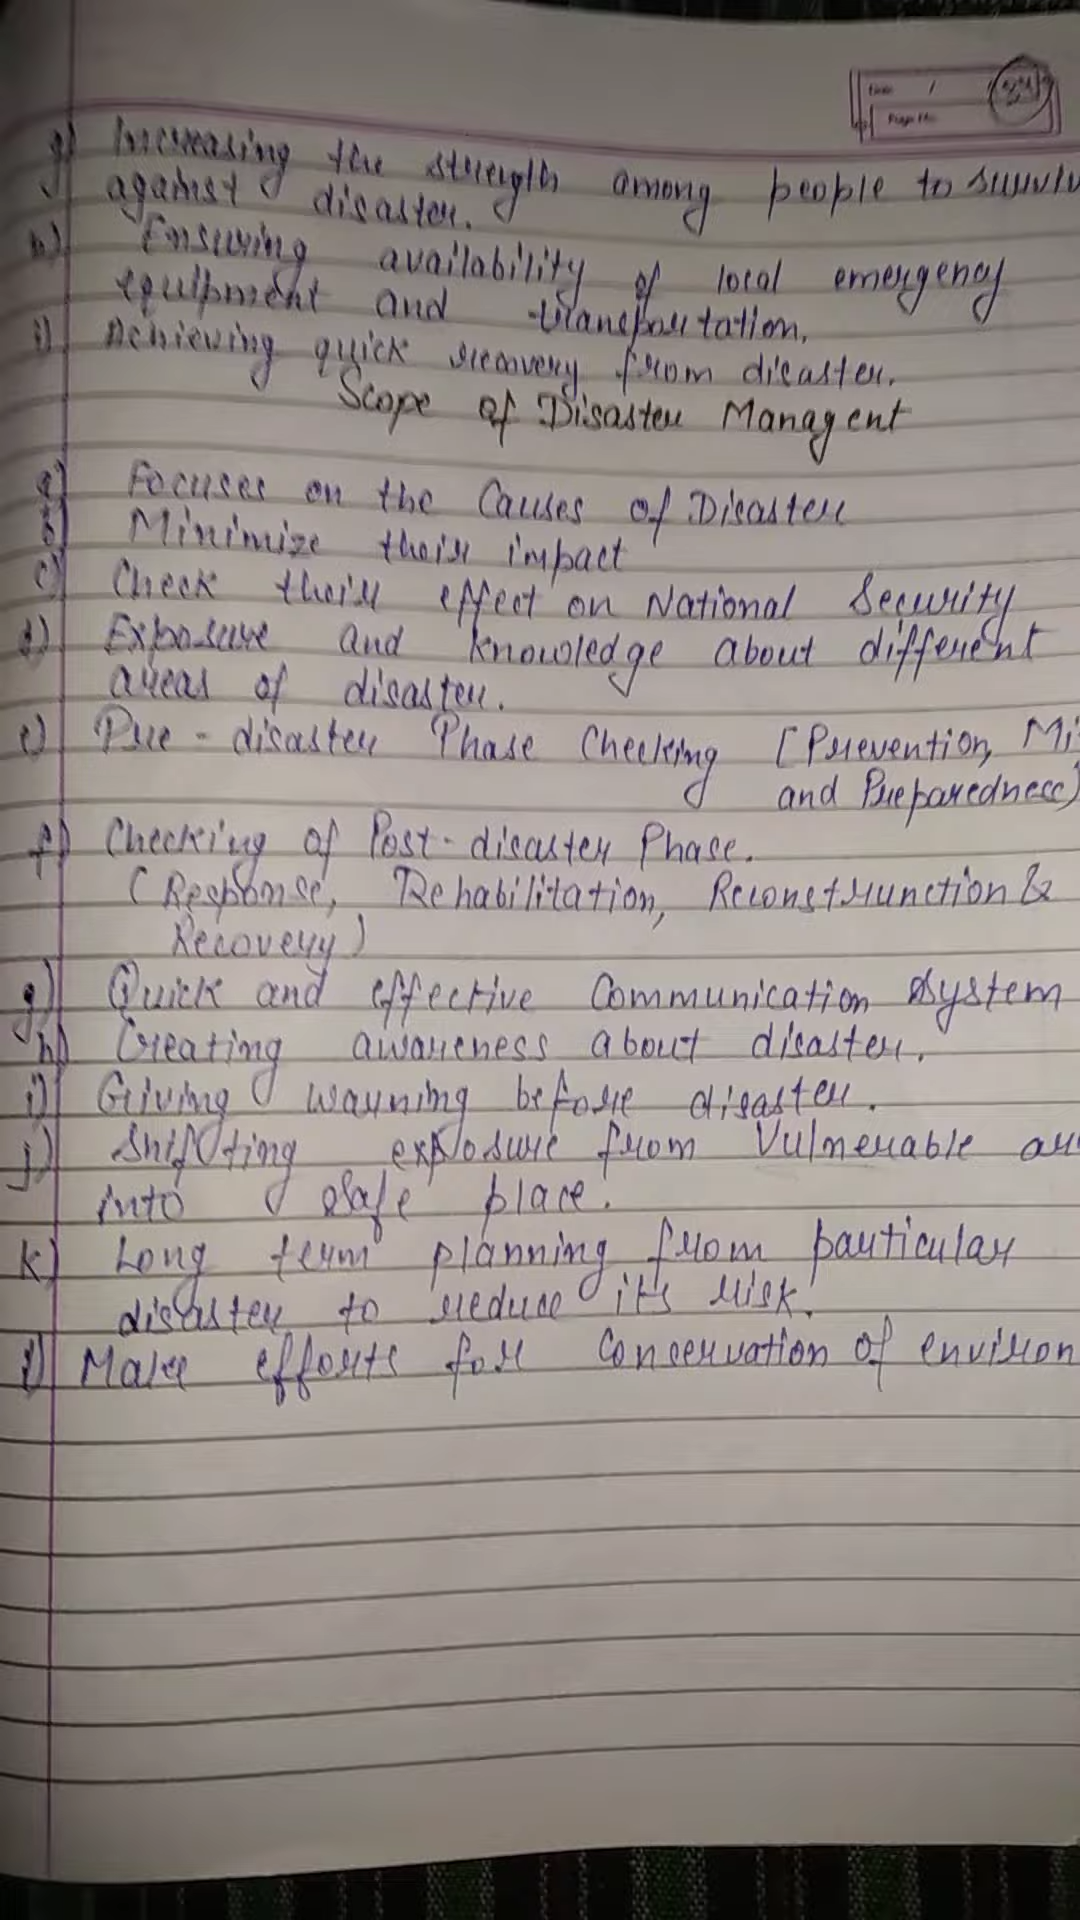 Date /
Page No.
g) Increasing the strength among people to
against disaster.
h) Ensuring availability of local emergency
equipment and transportation.
i) Achieving quick recovery from disaster.
Scope of Disaster Managent
a) Focuses on the Causes of Disaster
b) Minimize their impact
c) Check their effect on National Security
d) Exposure and knowledge about different
areas of disaster.
e) Pre-disaster Phase Checking [Prevention, Mi
and Preparedness)
f) Checking of Post-disaster Phase.
(Response, Rehabilitation, Reconstrunction &
Recovery)
g) Quick and effective Communication System
h) Creating awareness about disaster.
i) Giving warning before disaster.
j) Shifting exposure from Vulnerable
into safe place.
k) Long term planning from particular
disaster to reduce its risk.
l) Make efforts for Conservation of environ